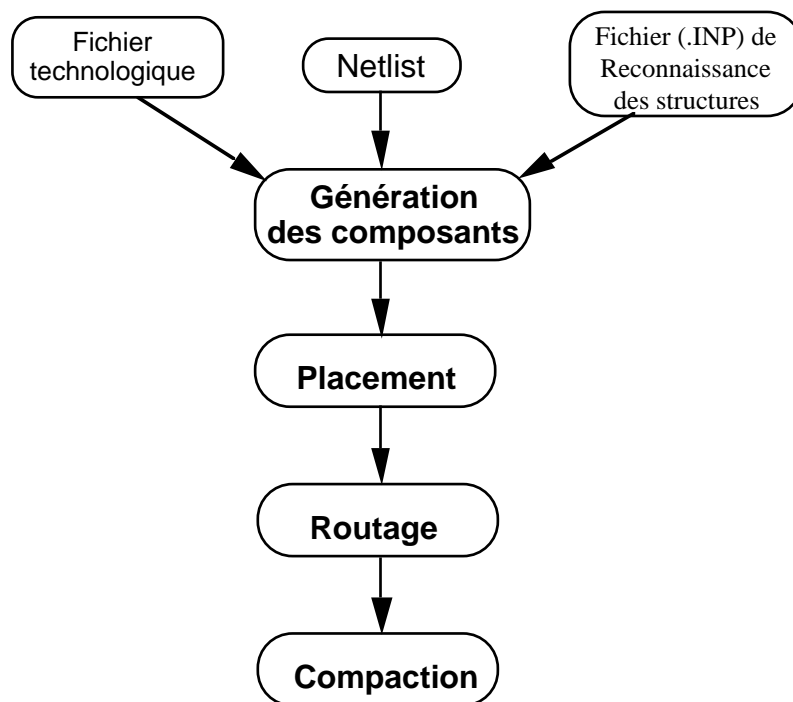 Fichier
technologique
Netlist
Fichier (.INP) de
Reconnaissance
des structures
Génération
des composants
Placement
Routage
Compaction